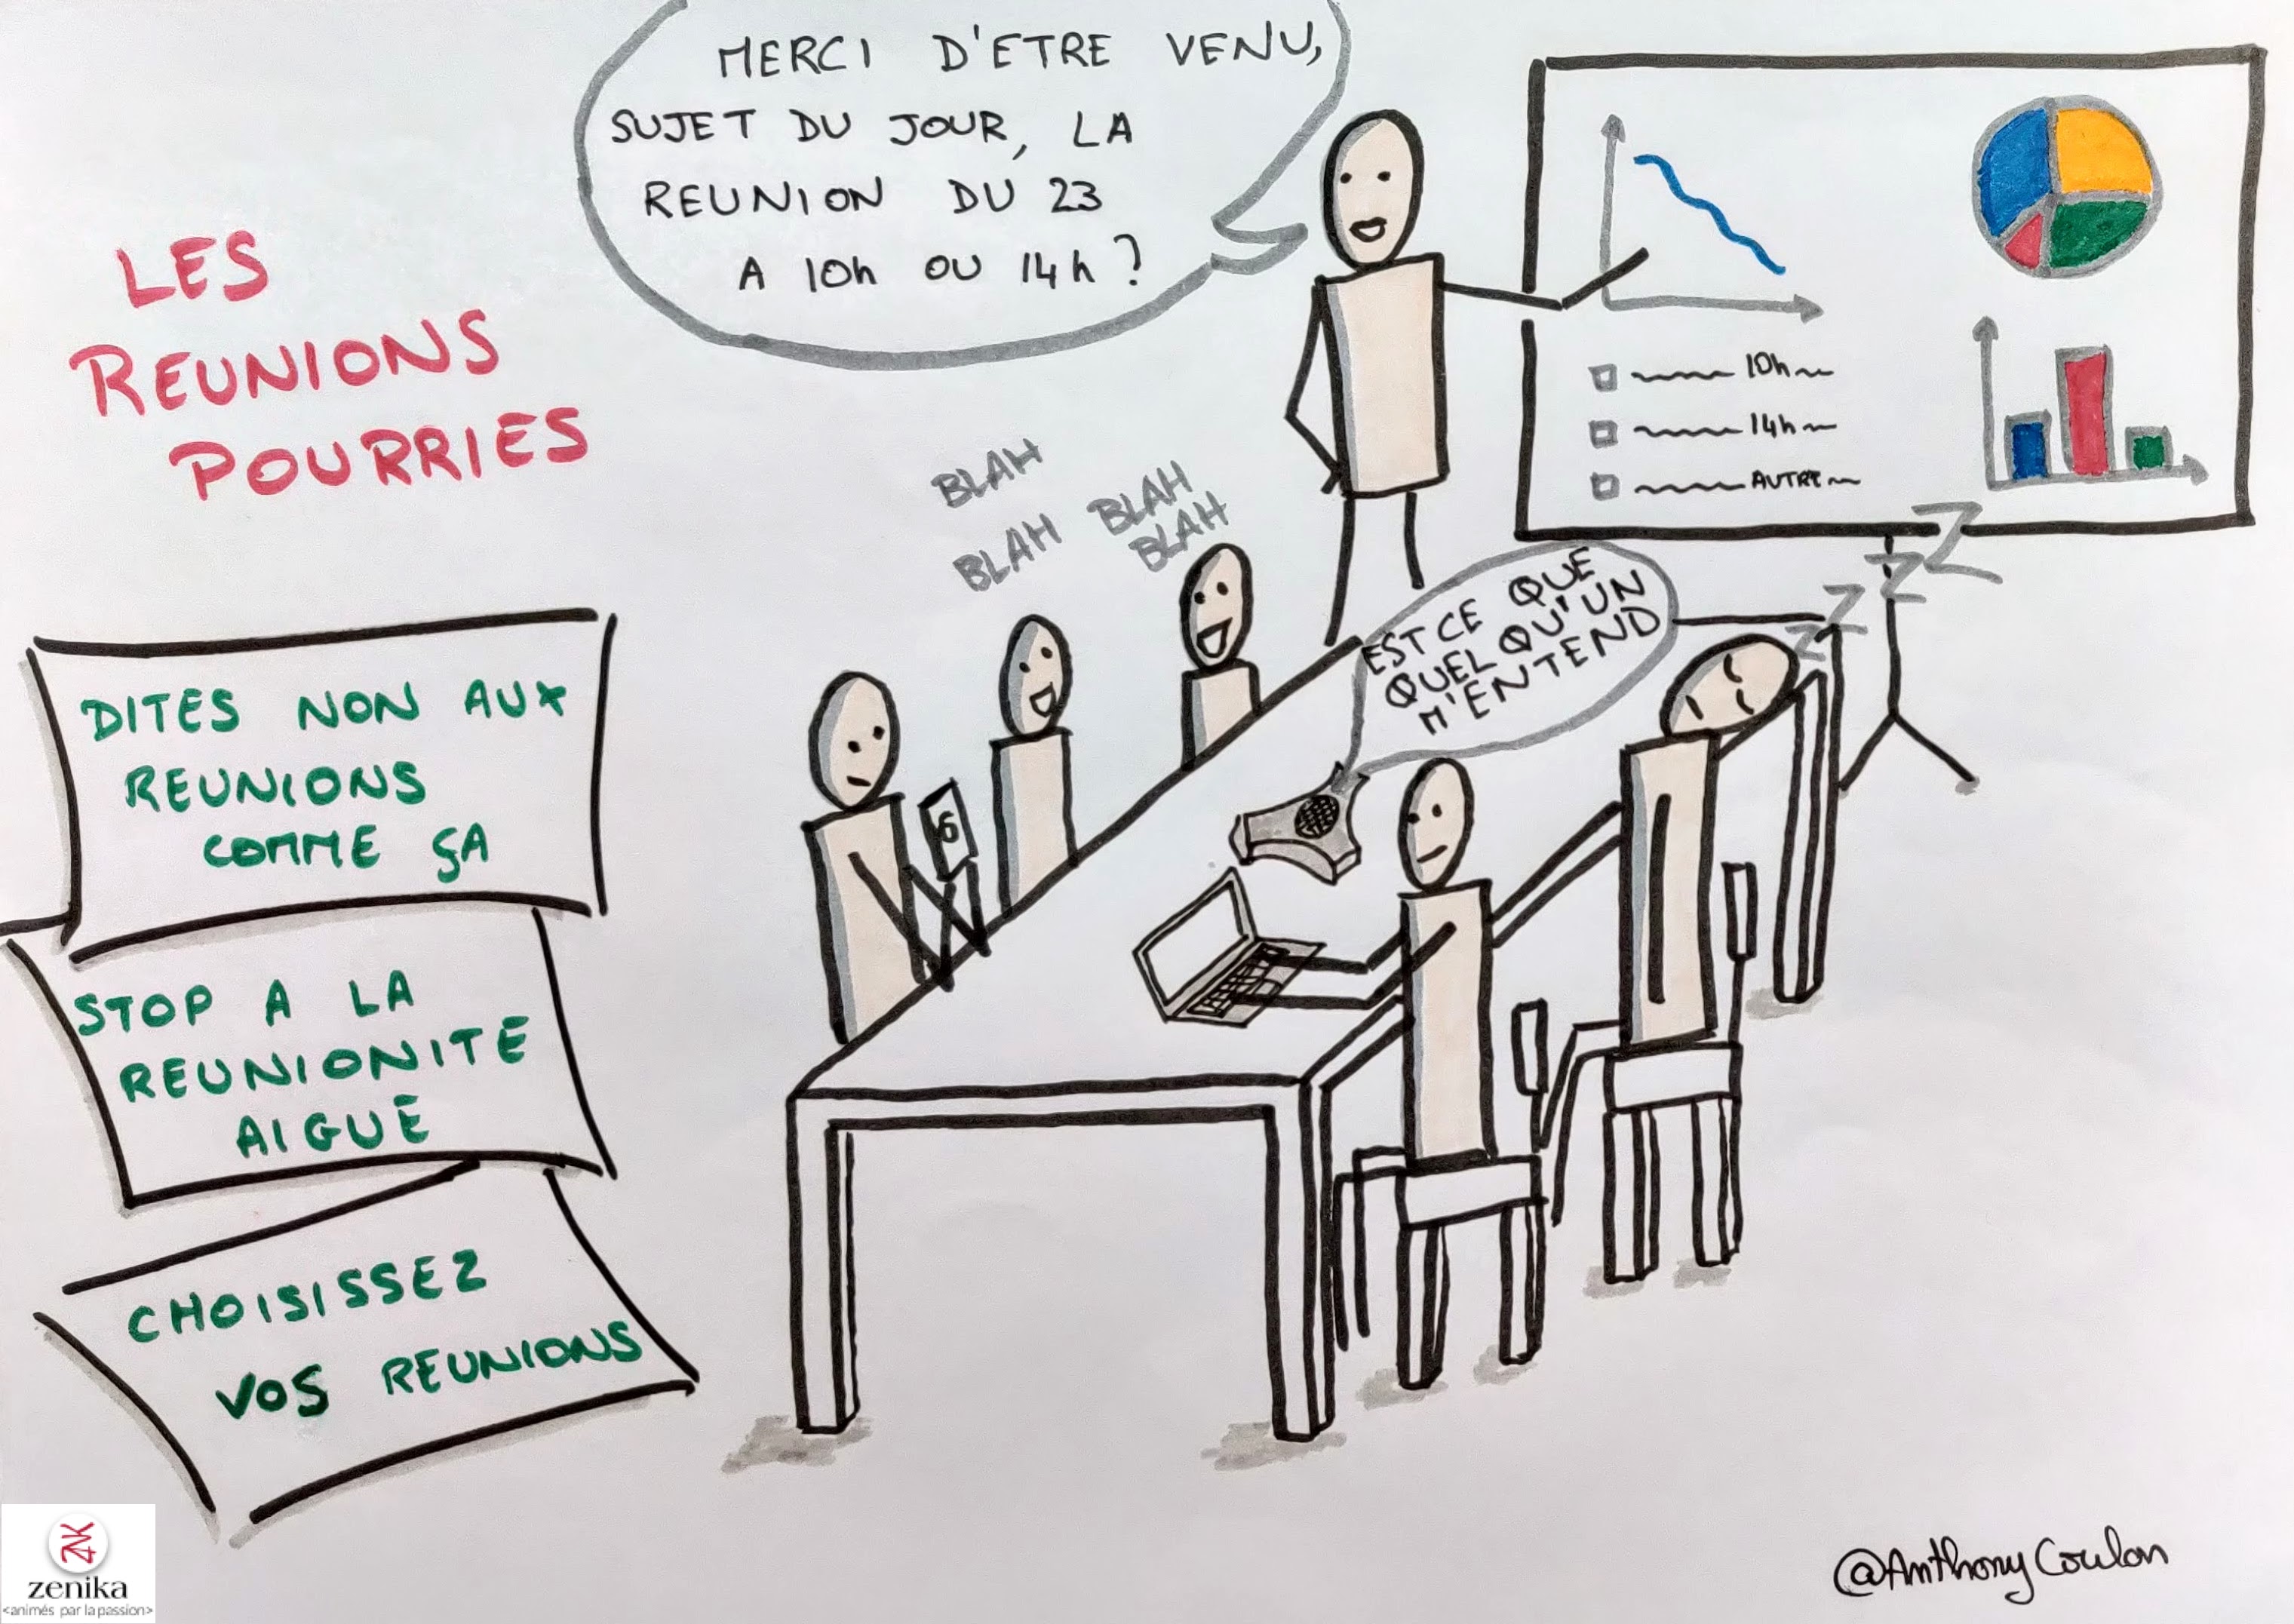 MERCI D'ETRE VENU,
SUJET DU JOUR, LA
REUNION DU 23
A 10h OU 14h ?
LES
REUNIONS
POURRIES
10h
14h
AUTRE
BLAH
BLAH
BLAH
BLAH
Z Z Z Z
EST CE QUE
QUELQU'UN
M'ENTEND
6
DITES NON AUX
REUNIONS
COMME ÇA
STOP A LA
REUNIONITE
AIGUE
CHOISISSEZ
VOS REUNIONS
ZNK
zenika
<animés par la passion>
@Anthony Coulon